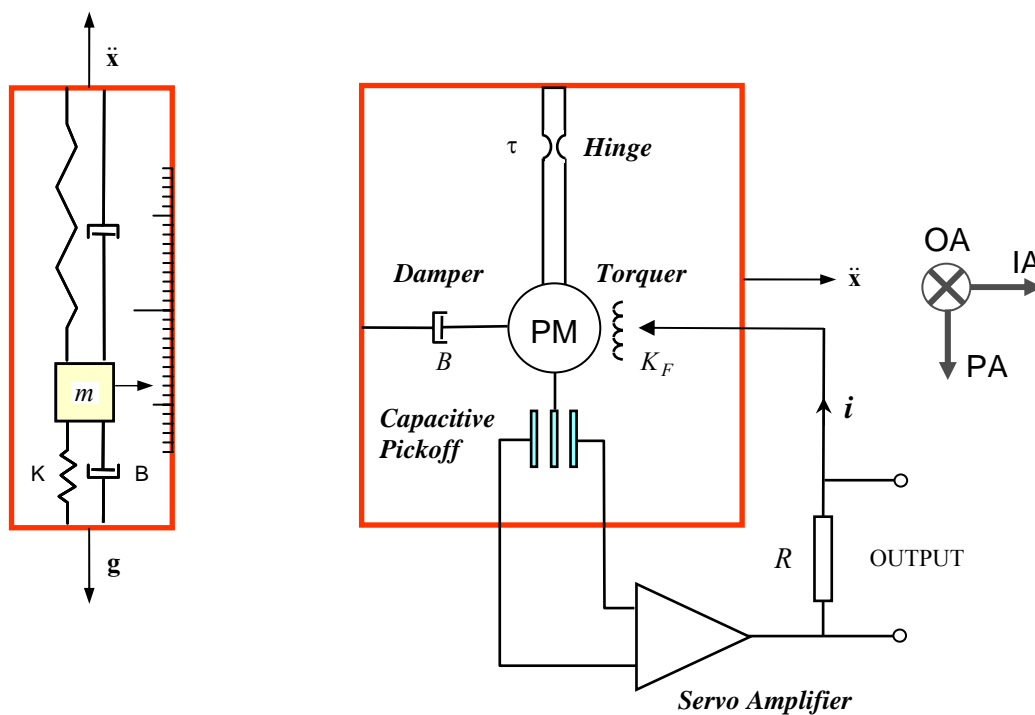 ẍ
m
K
B
g
τ
Hinge
Damper
Torquer
PM
B
K_F
ẍ
Capacitive
Pickoff
i
R
OUTPUT
Servo Amplifier
OA
IA
PA